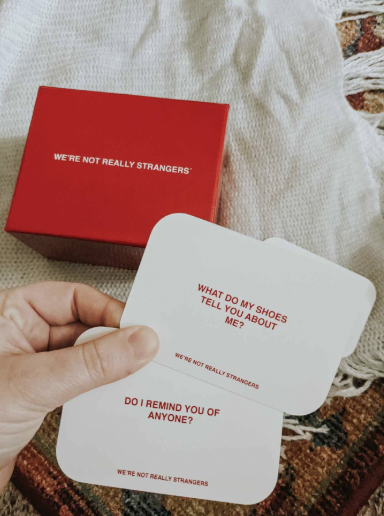 WE'RE NOT REALLY STRANGERS™
WHAT DO MY SHOES
TELL YOU ABOUT
ME?
WE'RE NOT REALLY STRANGERS
DO I REMIND YOU OF
ANYONE?
WE'RE NOT REALLY STRANGERS